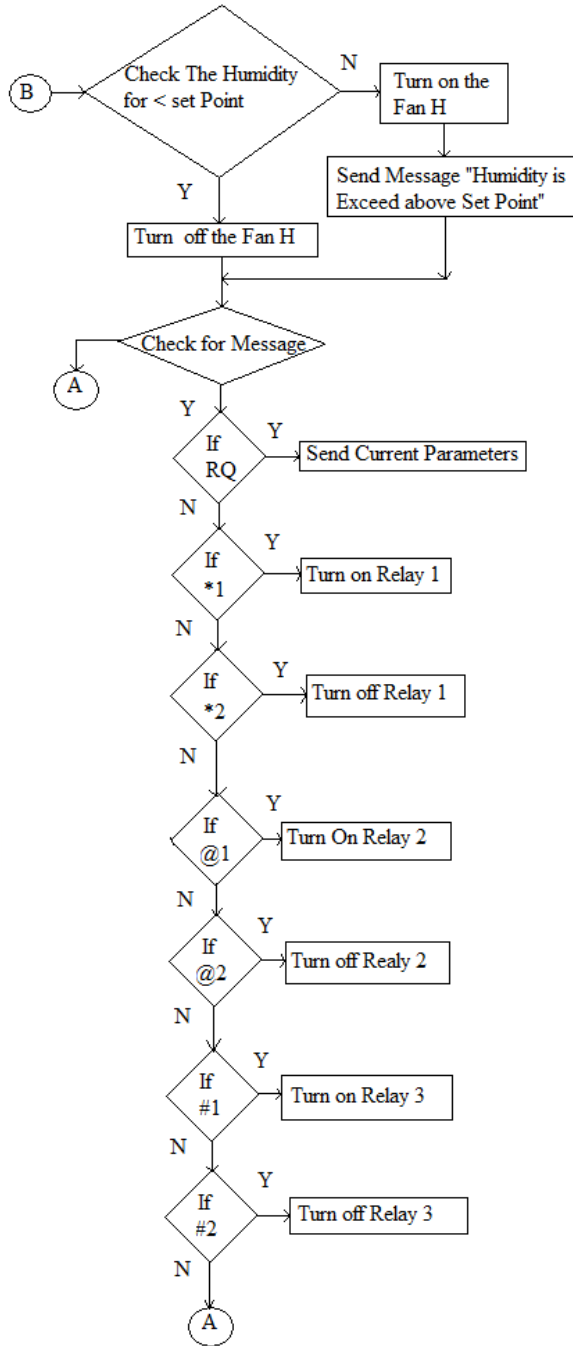 B
Check The Humidity
for < set Point
N
Turn on the
Fan H
Send Message "Humidity is
Exceed above Set Point"
Y
Turn off the Fan H
Check for Message
A
Y
If
RQ
Y
Send Current Parameters
N
If
*1
Y
Turn on Relay 1
N
If
*2
Y
Turn off Relay 1
N
If
@1
Y
Turn On Relay 2
N
If
@2
Y
Turn off Realy 2
N
If
#1
Y
Turn on Relay 3
N
If
#2
Y
Turn off Relay 3
N
A